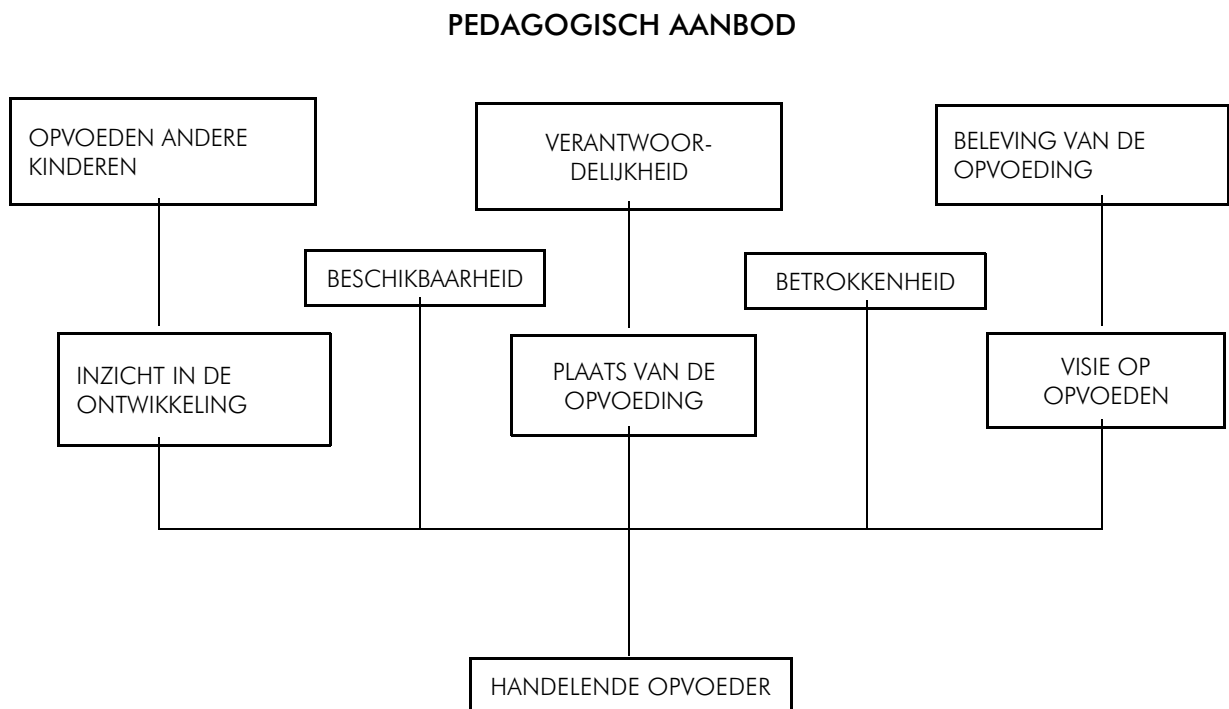 PEDAGOGISCH AANBOD
OPVOEDEN ANDERE
KINDEREN
VERANTWOOR-
DELIJKHEID
BELEVING VAN DE
OPVOEDING
BESCHIKBAARHEID
BETROKKENHEID
INZICHT IN DE
ONTWIKKELING
PLAATS VAN DE
OPVOEDING
VISIE OP
OPVOEDEN
HANDELENDE OPVOEDER